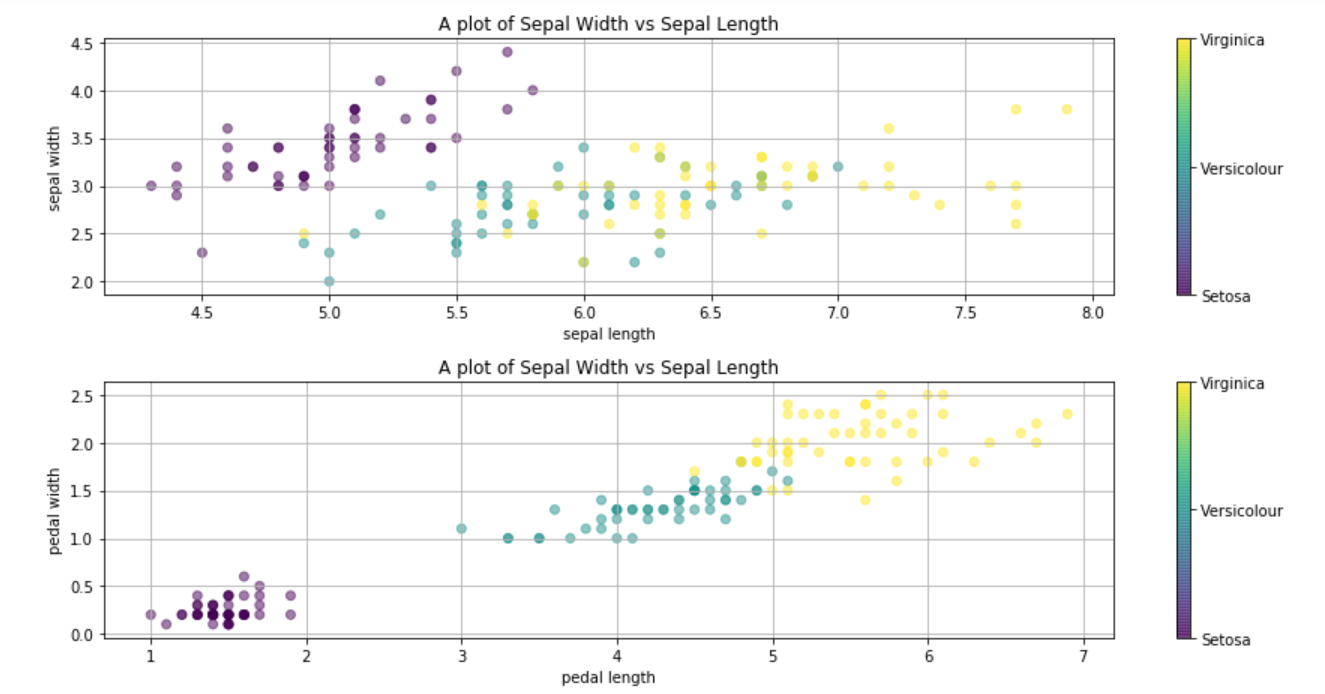 A plot of Sepal Width vs Sepal Length
4.5
4.0
3.5
3.0
2.5
2.0
sepal width
4.5 5.0 5.5 6.0 6.5 7.0 7.5 8.0
sepal length
Virginica
Versicolour
Setosa
A plot of Sepal Width vs Sepal Length
2.5
2.0
1.5
1.0
0.5
0.0
pedal width
1 2 3 4 5 6 7
pedal length
Virginica
Versicolour
Setosa